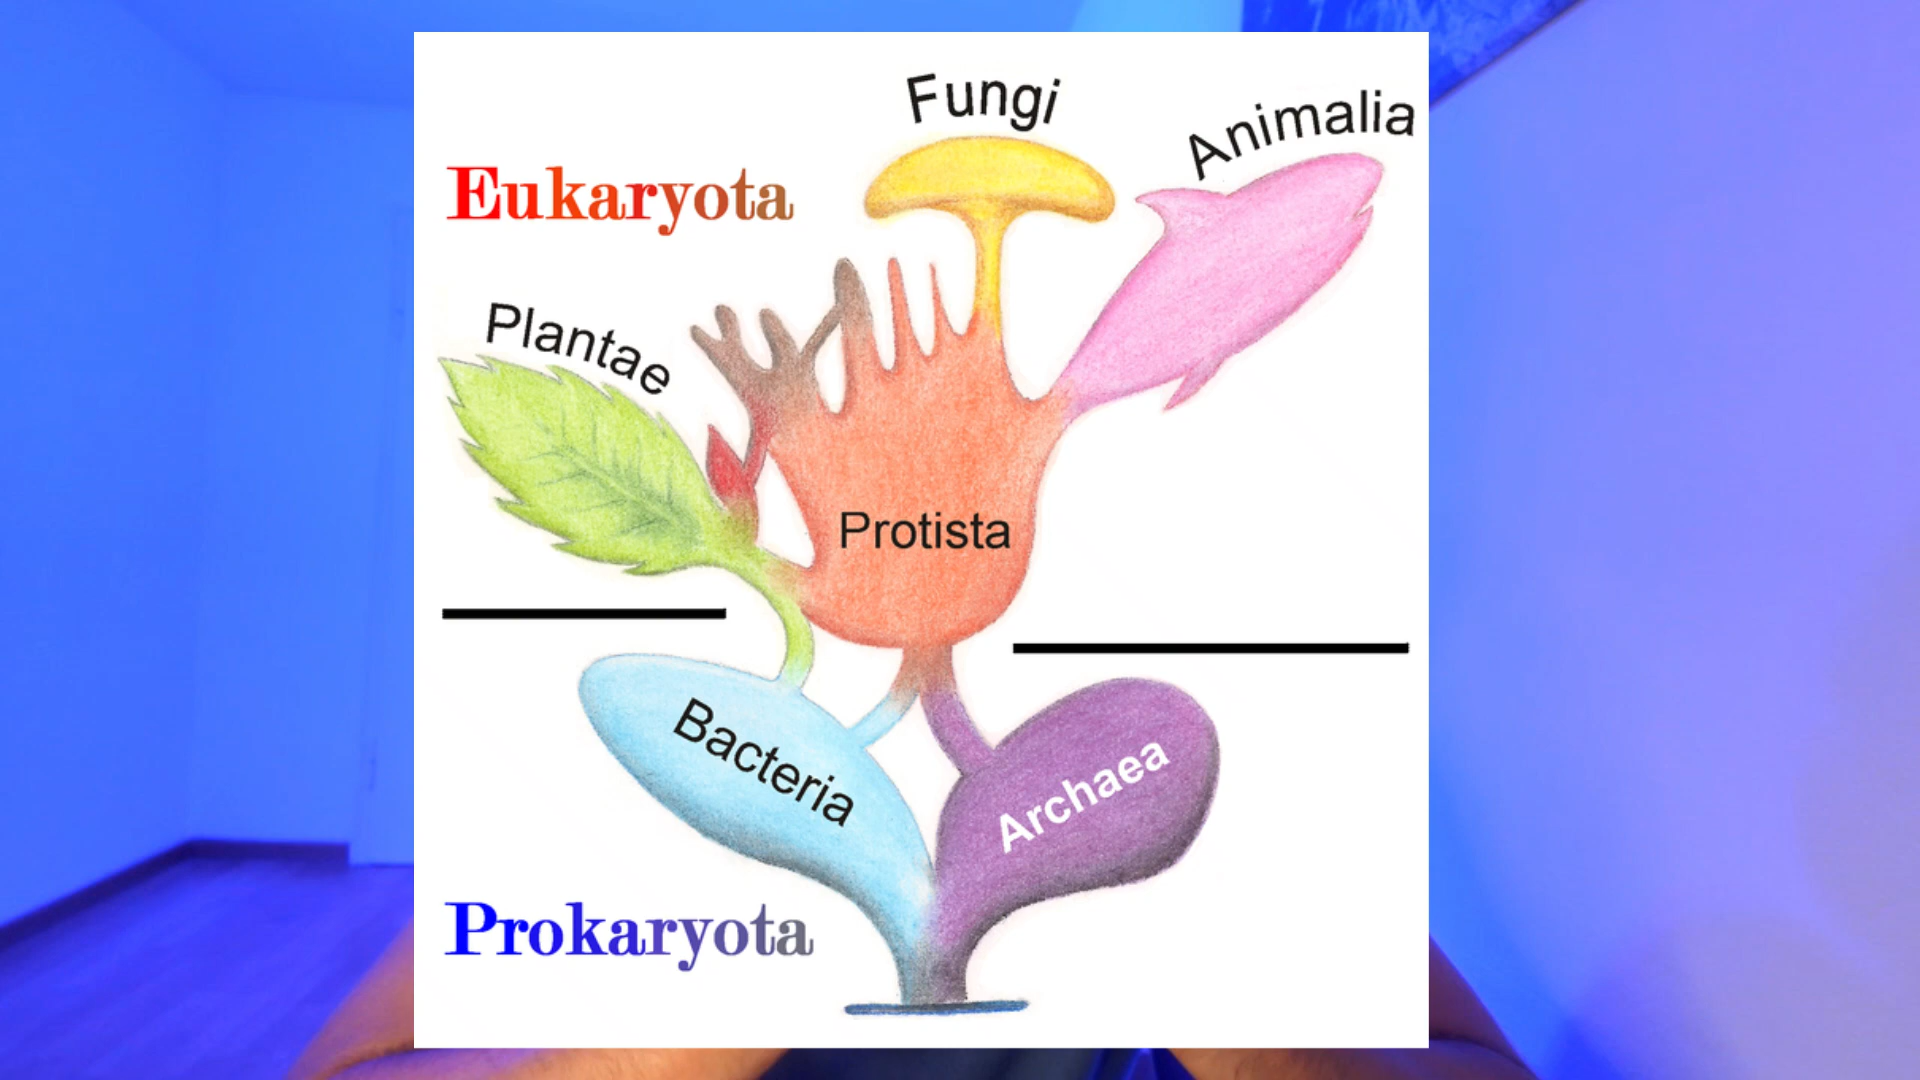 Fungi
Animalia
Eukaryota
Plantae
Protista
Bacteria
Archaea
Prokaryota